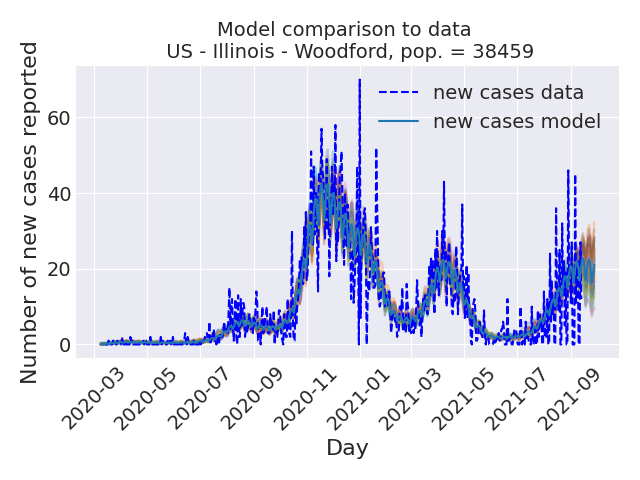 Model comparison to data
US - Illinois - Woodford, pop. = 38459
Number of new cases reported
60
40
20
0
new cases data
new cases model
2020-03
2020-05
2020-07
2020-09
2020-11
2021-01
2021-03
2021-05
2021-07
2021-09
Day